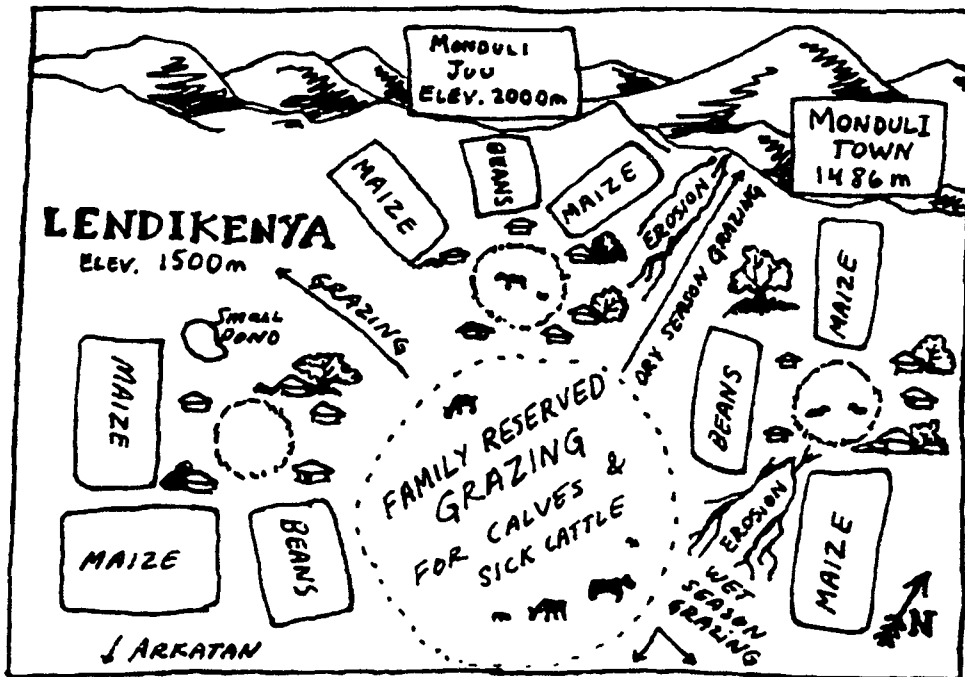 MONDULI
JUU
ELEV. 2000m
MONDULI
TOWN
1486m
MAIZE
BEANS
MAIZE
EROSION
DRY SEASON GRAZING
LENDIKENYA
ELEV. 1500m
GRAZING
SMALL
POND
MAIZE
MAIZE
BEANS
FAMILY RESERVED
GRAZING
FOR CALVES &
SICK CATTLE
MAIZE
BEANS
EROSION
MAIZE
WET
SEASON
GRAZING
N
ARKATAN